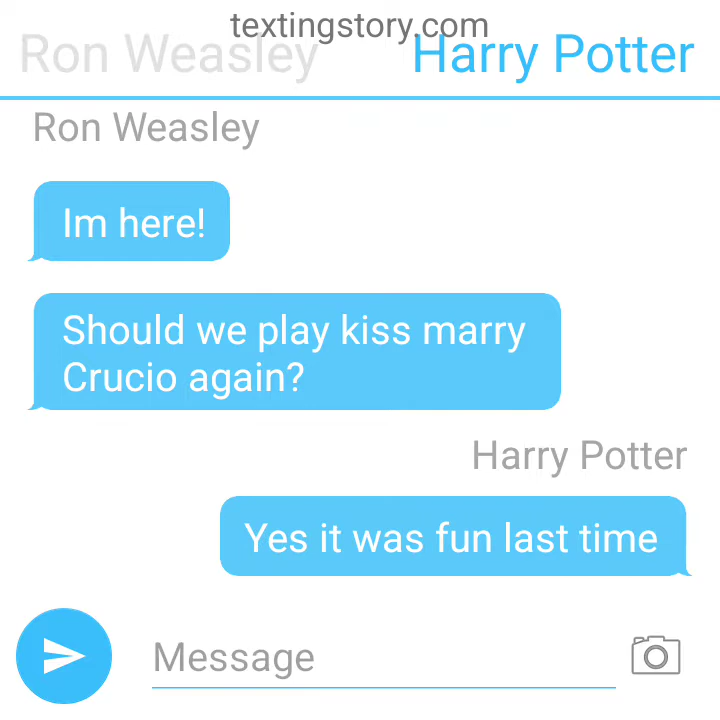 textingstory.com
Ron Weasley
Harry Potter
Ron Weasley
Im here!
Should we play kiss marry
Crucio again?
Harry Potter
Yes it was fun last time
Message